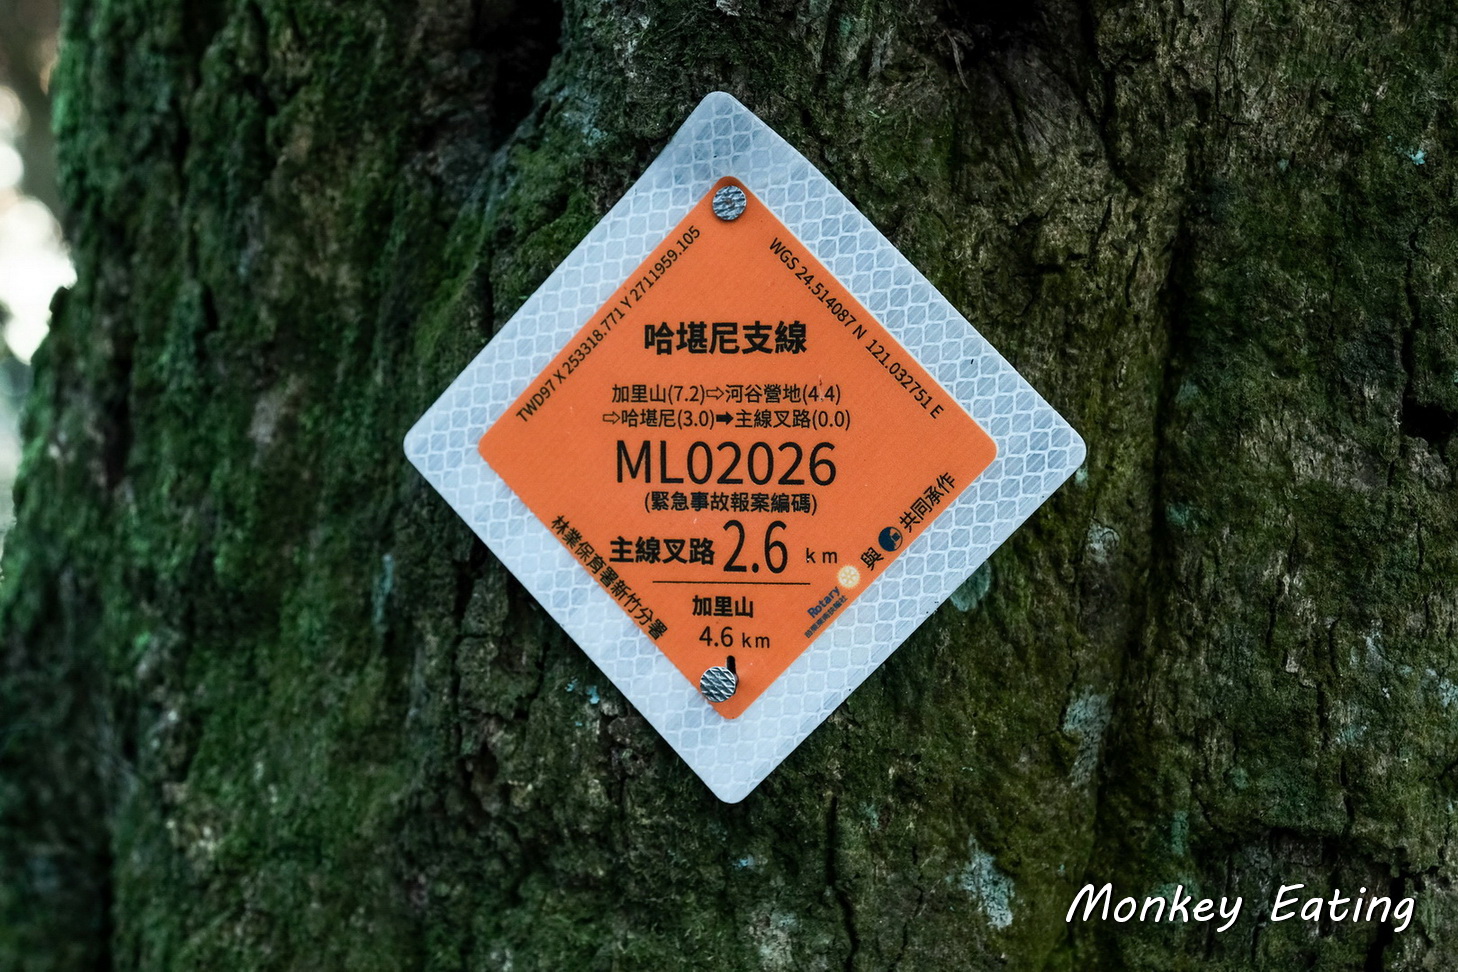 TWD97 X 253318.771 Y 2711959.105
WGS 24.514087 N 121.032751 E
哈堪尼支線
加里山(7.2)⇨河谷營地(4.4)
⇨哈堪尼(3.0)➡主線叉路(0.0)
ML02026
(緊急事故報案編碼)
主線叉路 2.6 km
加里山
4.6 km
林業保育署新竹分署
Rotary
與 共同承作
Monkey Eating